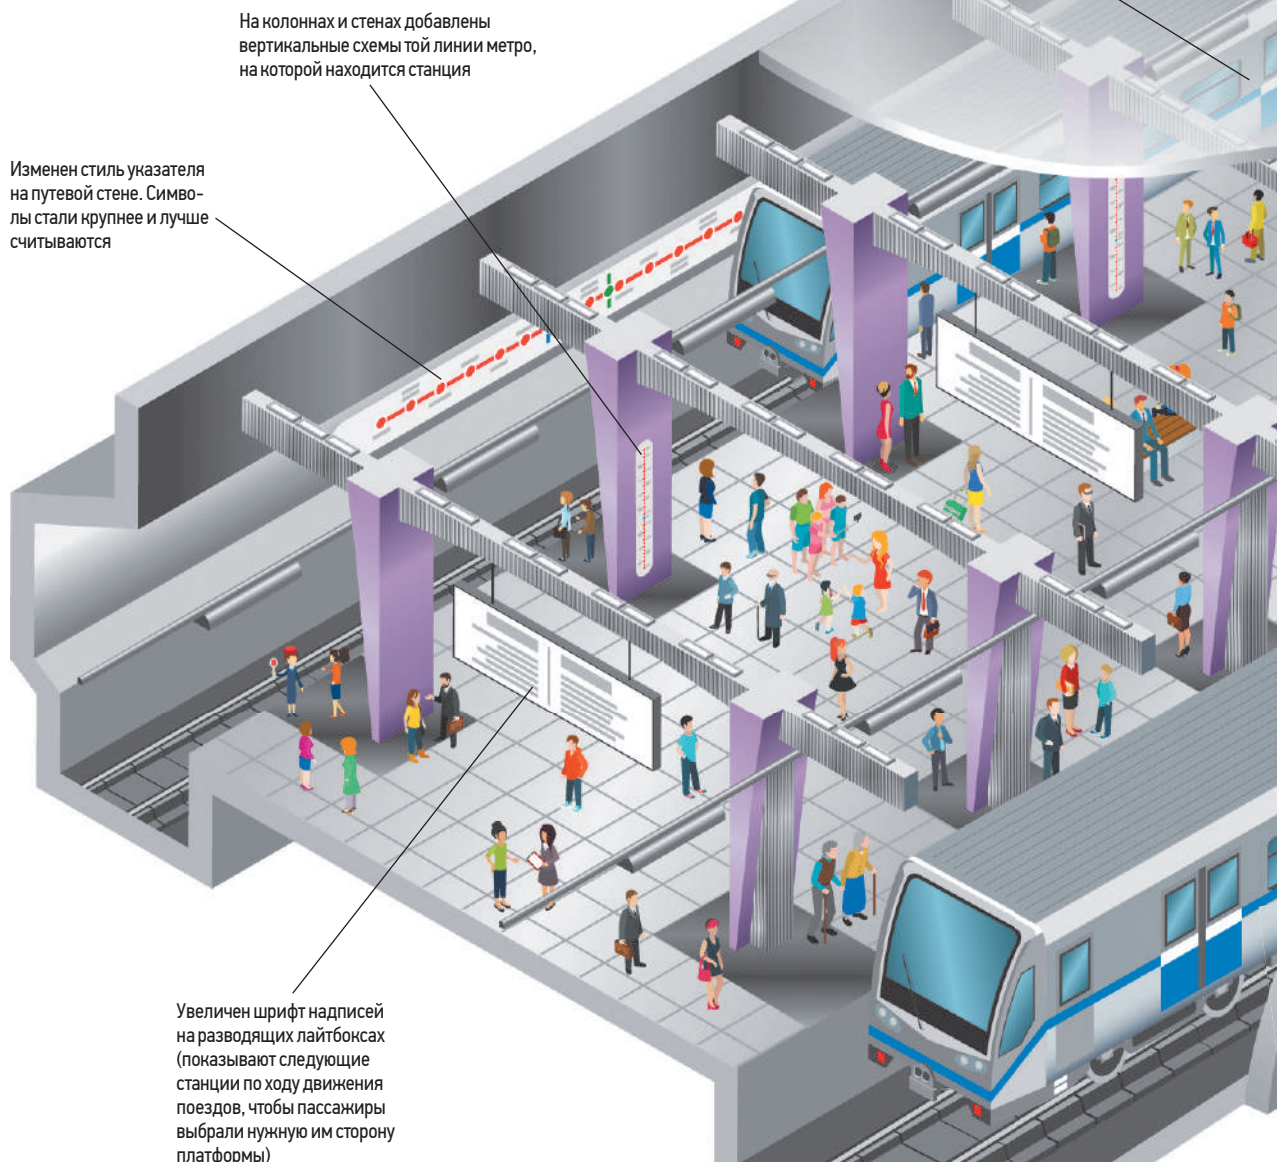 На колоннах и стенах добавлены
вертикальные схемы той линии метро,
на которой находится станция
Изменен стиль указателя
на путевой стене. Симво-
лы стали крупнее и лучше
считываются
Увеличен шрифт надписей
на разводящих лайтбоксах
(показывают следующие
станции по ходу движения
поездов, чтобы пассажиры
выбрали нужную им сторону
платформы)